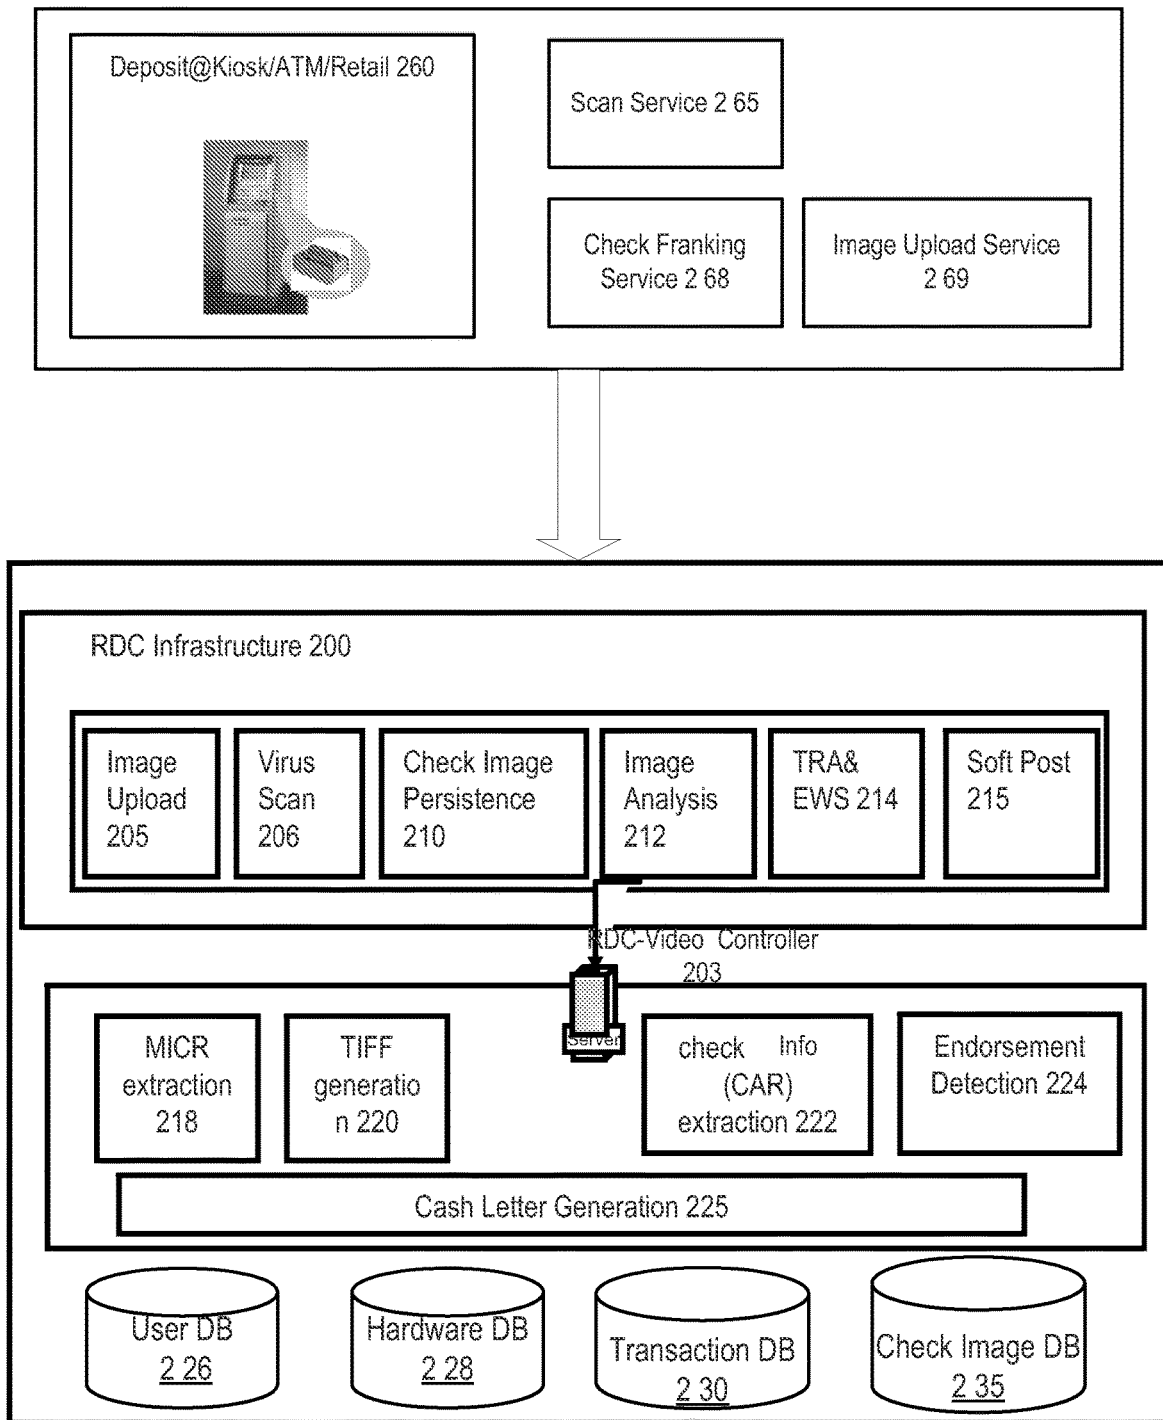 Deposit@Kiosk/ATM/Retail 260
Scan Service 2 65
Check Franking
Service 2 68
Image Upload Service
2 69
RDC Infrastructure 200
Image
Upload
205
Virus
Scan
206
Check Image
Persistence
210
Image
Analysis
212
TRA&
EWS 214
Soft Post
215
RDC-Video Controller
203
Server
MICR
extraction
218
TIFF
generatio
n 220
check Info
(CAR)
extraction 222
Endorsement
Detection 224
Cash Letter Generation 225
User DB
2 26
Hardware DB
2 28
Transaction DB
2 30
Check Image DB
2 35